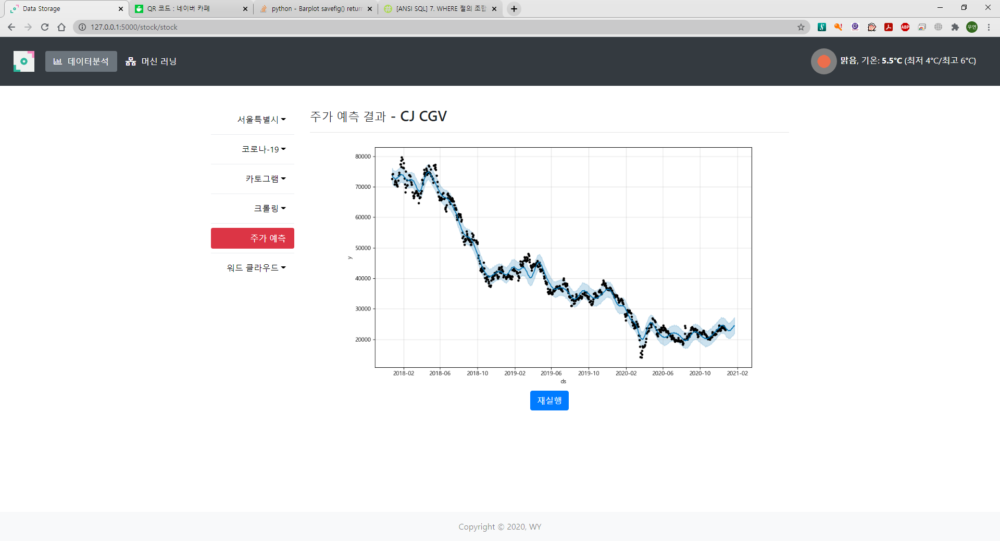 Data Storage
QR 코드 : 네이버 카페
python - Barplot savefig() return
[ANSI SQL] 7. WHERE 절의 조합
127.0.0.1:5000/stock/stock
ABP
우연
데이터분석
머신 러닝
맑음, 기온: 5.5℃ (최저 4℃/최고 6℃)
서울특별시
코로나-19
카토그램
크롤링
주가 예측
워드 클라우드
주가 예측 결과 - CJ CGV
80000
70000
60000
50000
40000
30000
20000
y
2018-02 2018-06 2018-10 2019-02 2019-06 2019-10 2020-02 2020-06 2020-10 2021-02
ds
재실행
Copyright © 2020, WY